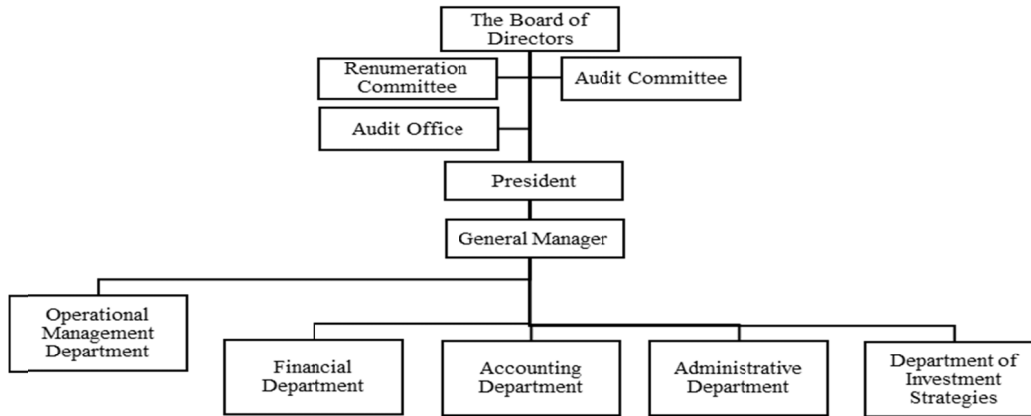 The Board of
Directors
Renumeration
Committee
Audit Committee
Audit Office
President
General Manager
Operational
Management
Department
Financial
Department
Accounting
Department
Administrative
Department
Department of
Investment
Strategies